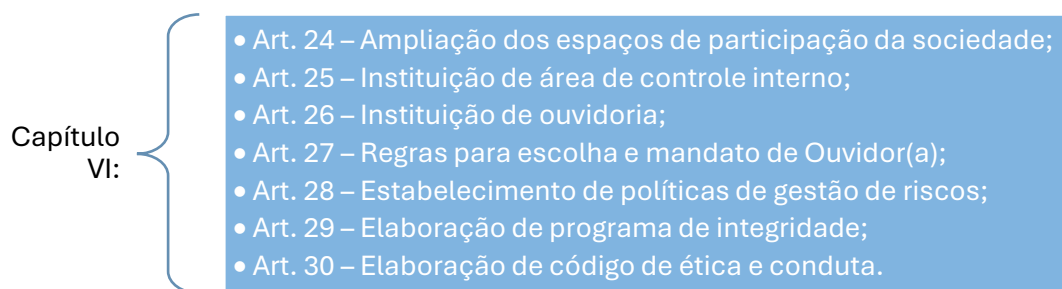 Capítulo
VI:
• Art. 24 – Ampliação dos espaços de participação da sociedade;
• Art. 25 – Instituição de área de controle interno;
• Art. 26 – Instituição de ouvidoria;
• Art. 27 – Regras para escolha e mandato de Ouvidor(a);
• Art. 28 – Estabelecimento de políticas de gestão de riscos;
• Art. 29 – Elaboração de programa de integridade;
• Art. 30 – Elaboração de código de ética e conduta.